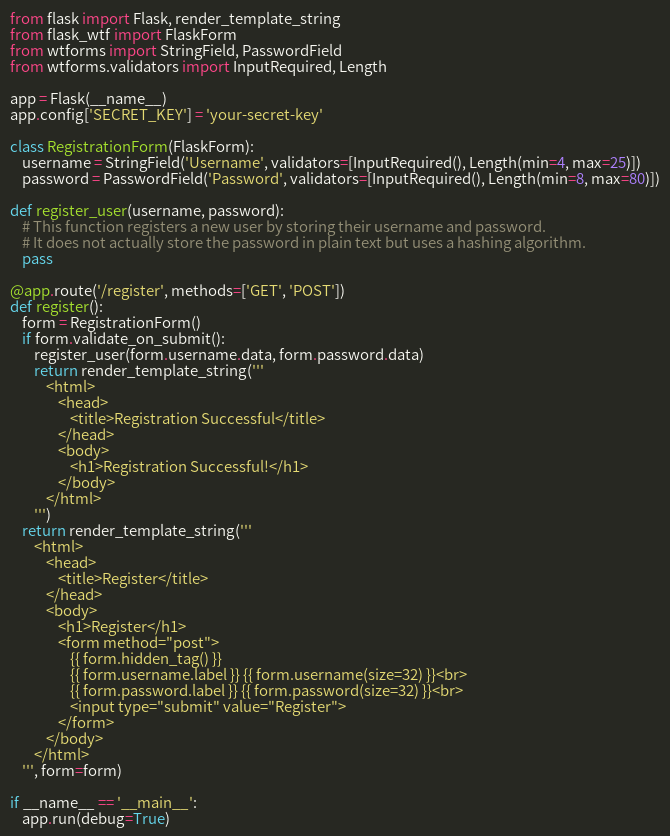 from flask import Flask, render_template_string
from flask_wtf import FlaskForm
from wtforms import StringField, PasswordField
from wtforms.validators import InputRequired, Length

app = Flask(__name__)
app.config['SECRET_KEY'] = 'your-secret-key'

class RegistrationForm(FlaskForm):
    username = StringField('Username', validators=[InputRequired(), Length(min=4, max=25)])
    password = PasswordField('Password', validators=[InputRequired(), Length(min=8, max=80)])

def register_user(username, password):
    # This function registers a new user by storing their username and password.
    # It does not actually store the password in plain text but uses a hashing algorithm.
    pass

@app.route('/register', methods=['GET', 'POST'])
def register():
    form = RegistrationForm()
    if form.validate_on_submit():
        register_user(form.username.data, form.password.data)
        return render_template_string('''
            <html>
                <head>
                    <title>Registration Successful</title>
                </head>
                <body>
                    <h1>Registration Successful!</h1>
                </body>
            </html>
        ''')
    return render_template_string('''
        <html>
            <head>
                <title>Register</title>
            </head>
            <body>
                <h1>Register</h1>
                <form method="post">
                    {{ form.hidden_tag() }}
                    {{ form.username.label }} {{ form.username(size=32) }}<br>
                    {{ form.password.label }} {{ form.password(size=32) }}<br>
                    <input type="submit" value="Register">
                </form>
            </body>
        </html>
    ''', form=form)

if __name__ == '__main__':
    app.run(debug=True)